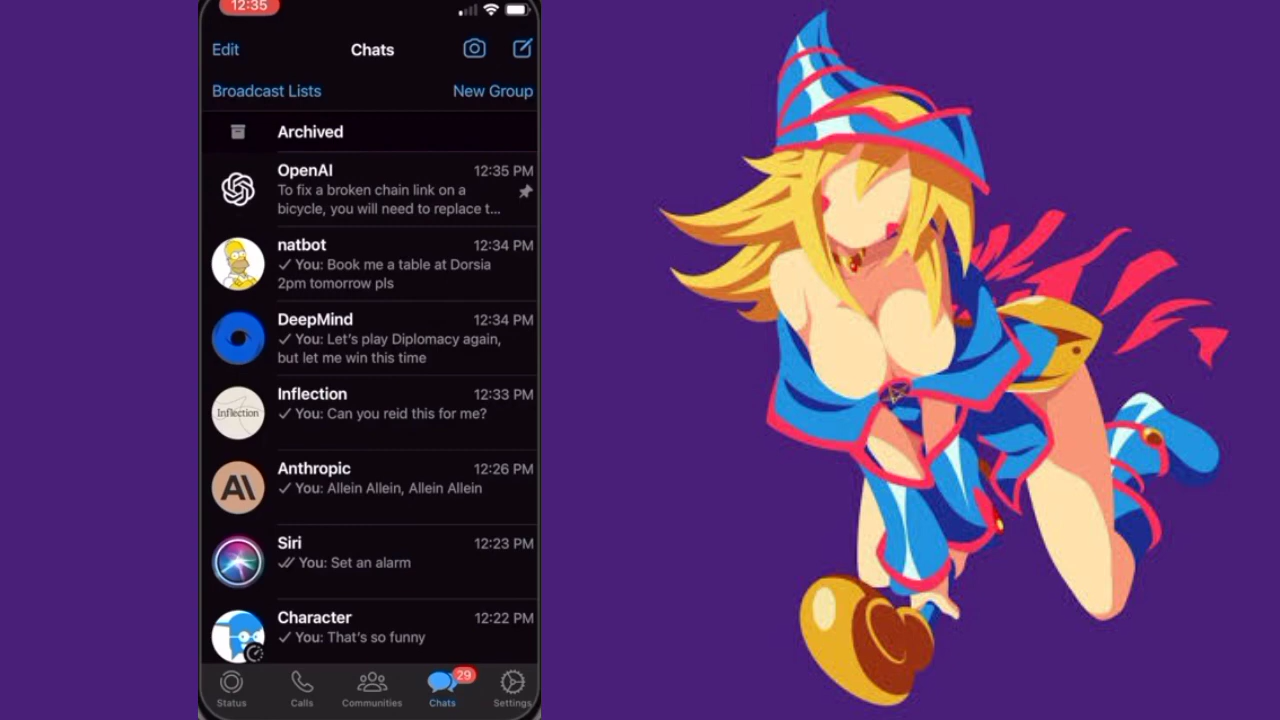 12:35
Edit
Chats
Broadcast Lists
New Group
Archived
OpenAI
12:35 PM
To fix a broken chain link on a
bicycle, you will need to replace t...
natbot
12:34 PM
You: Book me a table at Dorsia
2pm tomorrow pls
DeepMind
12:34 PM
You: Let's play Diplomacy again,
but let me win this time
Inflection
12:33 PM
Inflection
You: Can you reid this for me?
Anthropic
12:26 PM
A\
You: Allein Allein, Allein Allein
Siri
12:23 PM
You: Set an alarm
Character
12:22 PM
You: That's so funny
29
Status
Calls
Communities
Chats
Settings